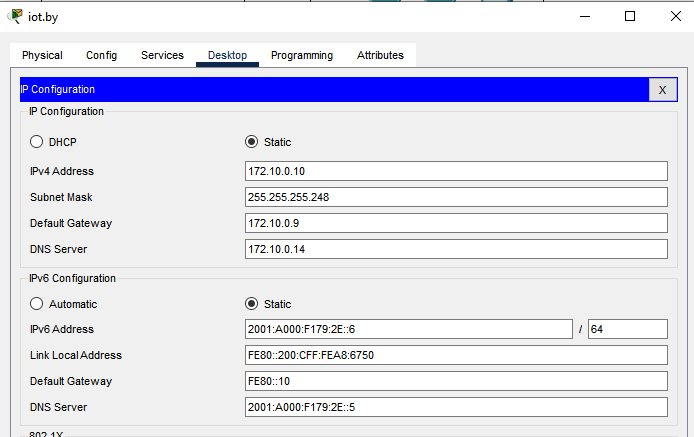 iot.by
Physical Config Services Desktop Programming Attributes
IP Configuration X
IP Configuration
DHCP Static
IPv4 Address 172.10.0.10
Subnet Mask 255.255.255.248
Default Gateway 172.10.0.9
DNS Server 172.10.0.14
IPv6 Configuration
Automatic Static
IPv6 Address 2001:A000:F179:2E::6 / 64
Link Local Address FE80::200:CFF:FEA8:6750
Default Gateway FE80::10
DNS Server 2001:A000:F179:2E::5
802.1X